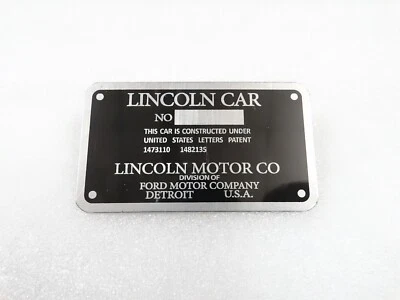 LINCOLN CAR
NO
THIS CAR IS CONSTRUCTED UNDER
UNITED STATES LETTERS PATENT
1473110 1482135
LINCOLN MOTOR CO
DIVISION OF
FORD MOTOR COMPANY
DETROIT U.S.A.